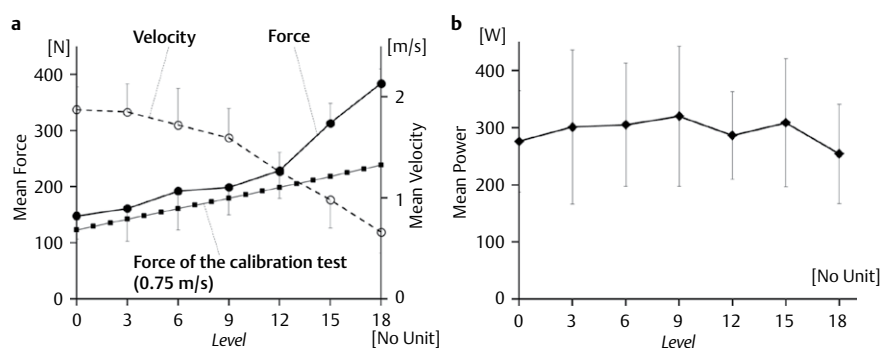 a
[N]
Velocity
Force
[m/s]
400
300
200
100
0
Mean Force
2
1
0
Mean Velocity
Force of the calibration test
(0.75 m/s)
0 3 6 9 12 15 18
Level
[No Unit]
b
[W]
400
300
200
100
0
Mean Power
[No Unit]
0 3 6 9 12 15 18
Level